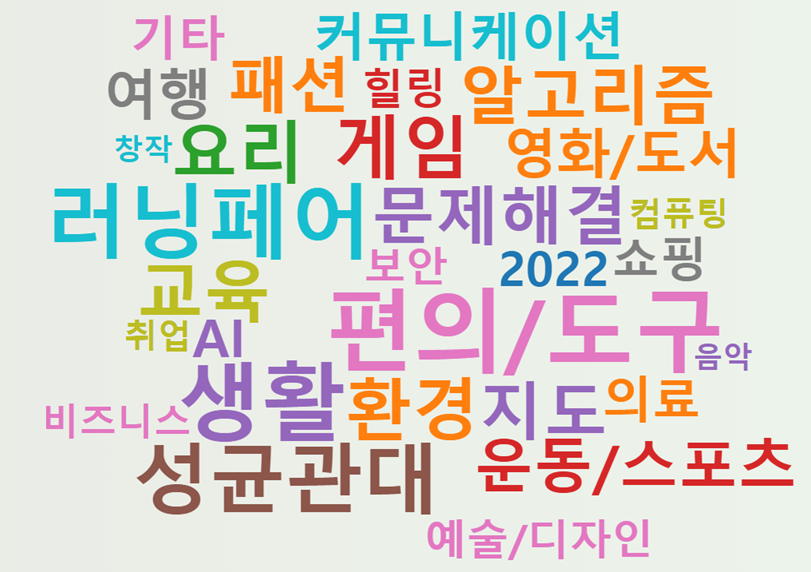 기타 커뮤니케이션
여행 패션 힐링 알고리즘
창작 요리 게임 영화/도서
러닝페어 문제해결 컴퓨팅
교육 보안 2022 쇼핑
취업 AI 편의/도구 음악
비즈니스 생활 환경 지도 의료
성균관대 운동/스포츠
예술/디자인